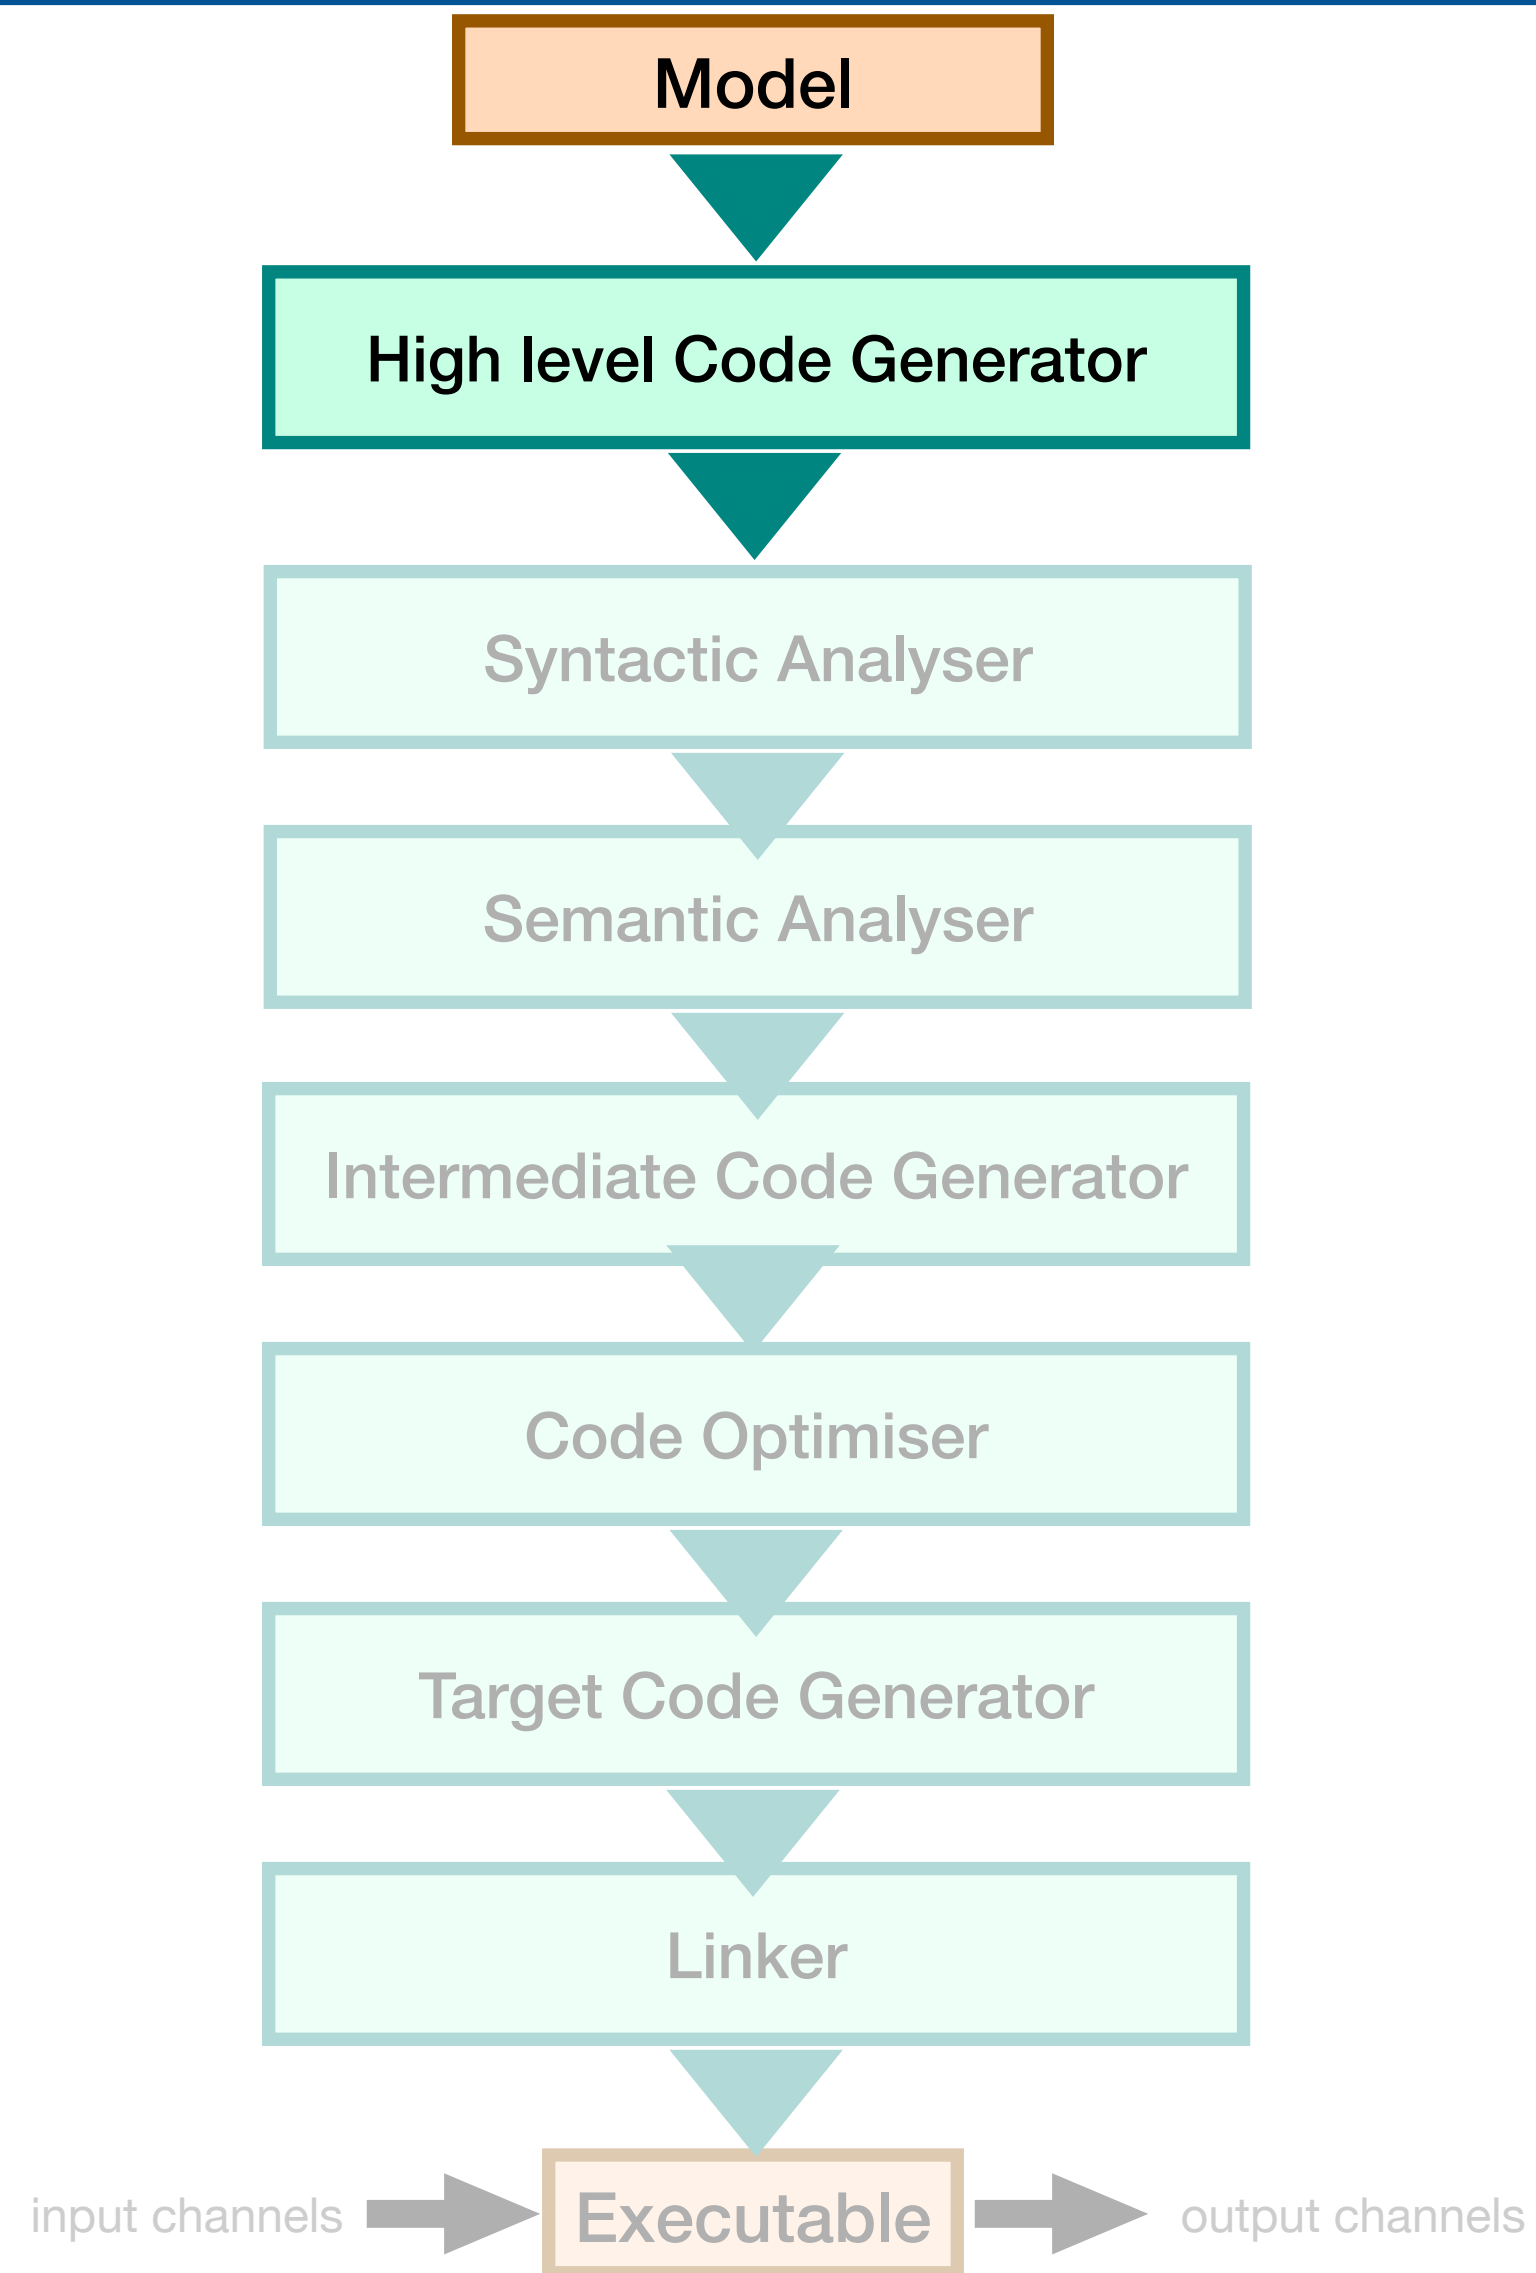 Model
High level Code Generator
Syntactic Analyser
Semantic Analyser
Intermediate Code Generator
Code Optimiser
Target Code Generator
Linker
input channels
Executable
output channels